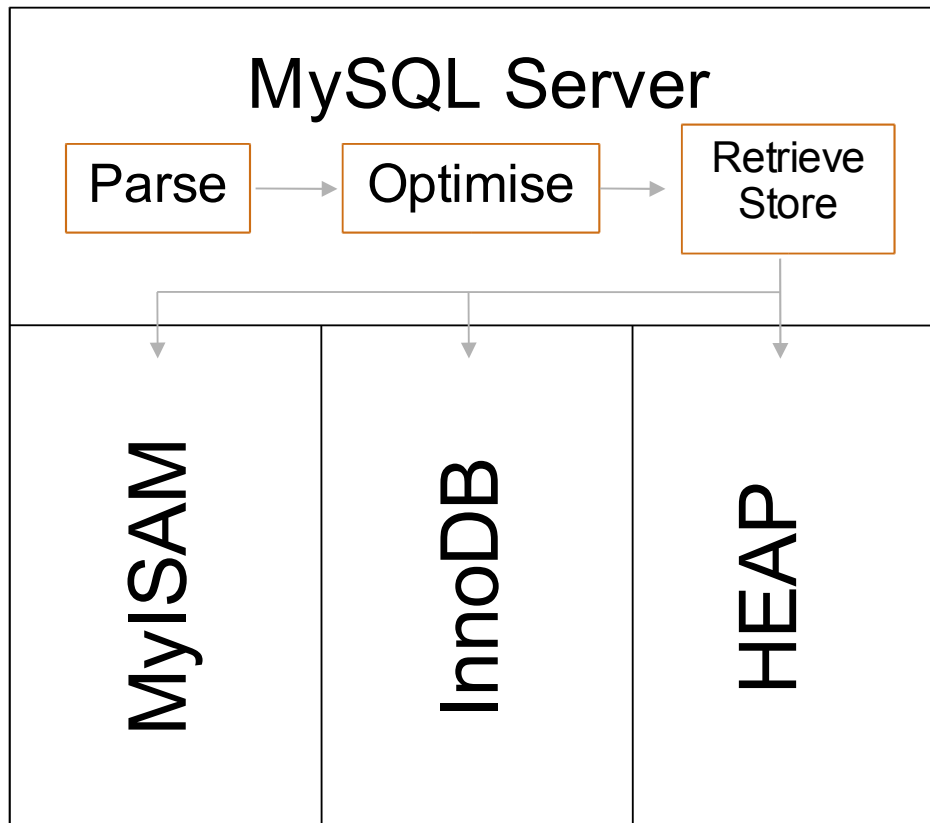 MySQL Server
Parse
Optimise
Retrieve
Store
MyISAM
InnoDB
HEAP